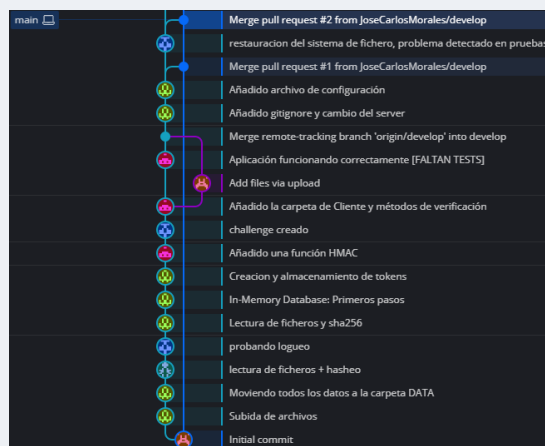 main
Merge pull request #2 from JoseCarlosMorales/develop
restauracion del sistema de fichero, problema detectado en pruebas
Merge pull request #1 from JoseCarlosMorales/develop
Añadido archivo de configuración
Añadido gitignore y cambio del server
Merge remote-tracking branch 'origin/develop' into develop
Aplicación funcionando correctamente [FALTAN TESTS]
Add files via upload
Añadido la carpeta de Cliente y métodos de verificación
challenge creado
Añadido una función HMAC
Creacion y almacenamiento de tokens
In-Memory Database: Primeros pasos
Lectura de ficheros y sha256
probando logueo
lectura de ficheros + hasheo
Moviendo todos los datos a la carpeta DATA
Subida de archivos
Initial commit